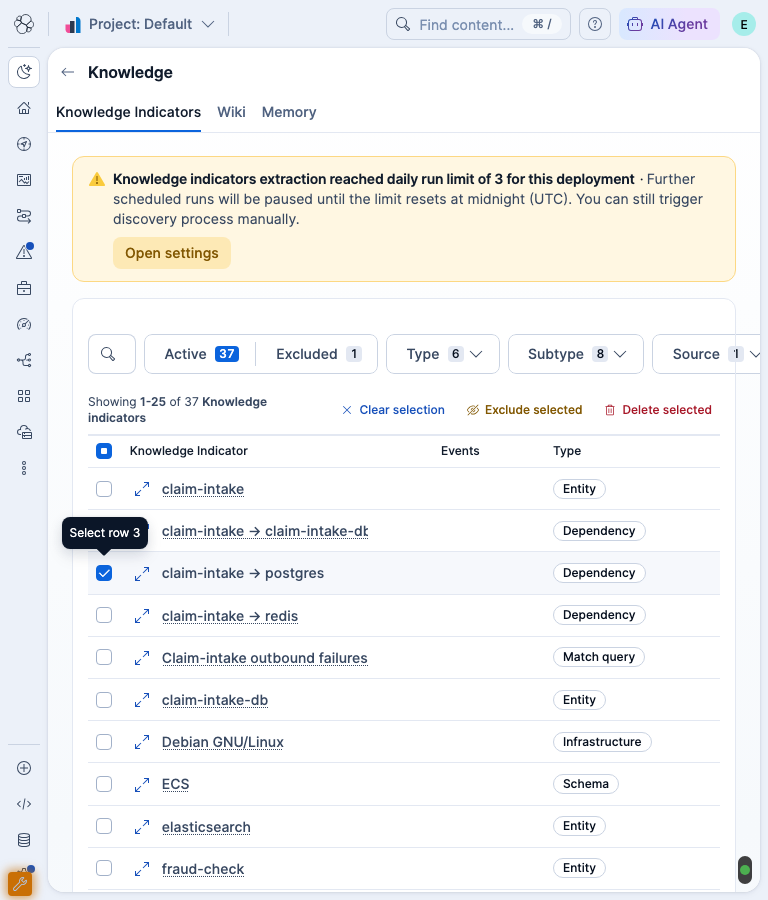 Project: Default
Find content...
⌘ /
AI Agent
E
Knowledge
Knowledge Indicators
Wiki
Memory
Knowledge indicators extraction reached daily run limit of 3 for this deployment · Further
scheduled runs will be paused until the limit resets at midnight (UTC). You can still trigger
discovery process manually.
Open settings
Active 37
Excluded 1
Type 6
Subtype 8
Source
Showing 1-25 of 37 Knowledge
indicators
Clear selection
Exclude selected
Delete selected
Knowledge Indicator
Events
Type
claim-intake
Entity
claim-intake → claim-intake-db
Dependency
Select row 3
claim-intake → postgres
Dependency
claim-intake → redis
Dependency
Claim-intake outbound failures
Match query
claim-intake-db
Entity
Debian GNU/Linux
Infrastructure
ECS
Schema
elasticsearch
Entity
fraud-check
Entity